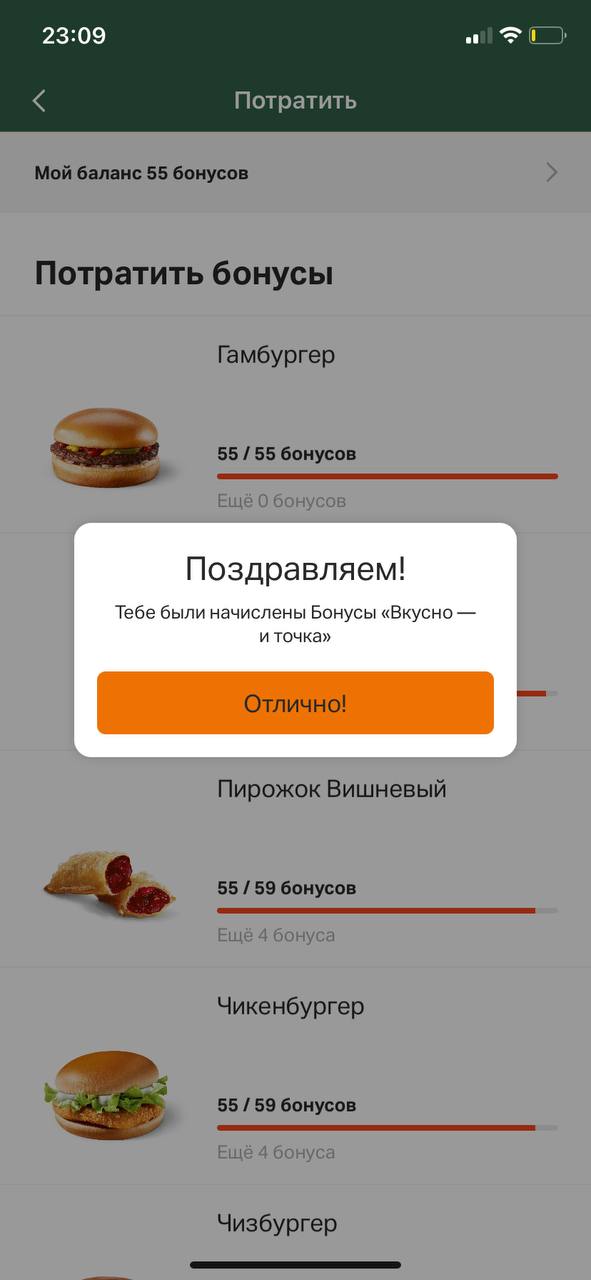 23:09
Потратить
Мой баланс 55 бонусов
Потратить бонусы
Гамбургер
55 / 55 бонусов
Ещё 0 бонусов
Поздравляем!
Тебе были начислены Бонусы «Вкусно —
и точка»
Отлично!
Пирожок Вишневый
55 / 59 бонусов
Ещё 4 бонуса
Чикенбургер
55 / 59 бонусов
Ещё 4 бонуса
Чизбургер